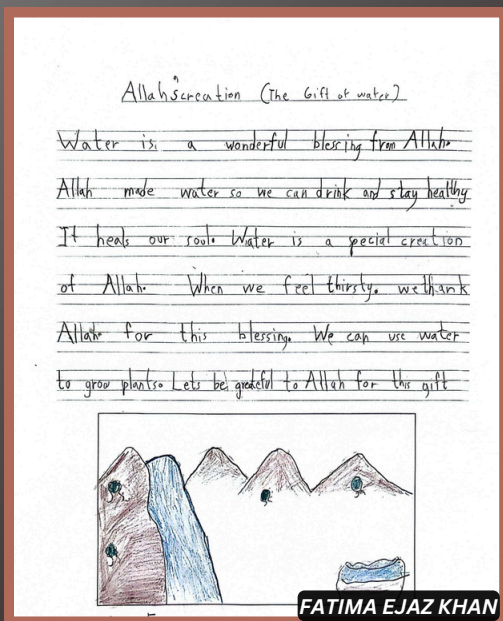 Allah's creation (The Gift of water)
Water is a wonderful blessing from Allah.
Allah made water so we can drink and stay healthy
It heals our soul. Water is a special creation
of Allah. When we feel thirsty. we thank
Allah for this blessing. We can use water
to grow plants. Lets be grateful to Allah for this gift
FATIMA EJAZ KHAN